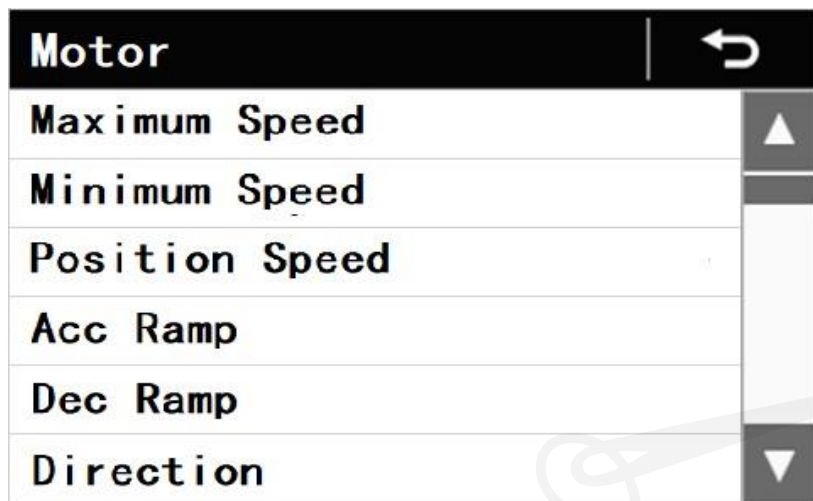 Motor
Maximum Speed
Minimum Speed
Position Speed
Acc Ramp
Dec Ramp
Direction